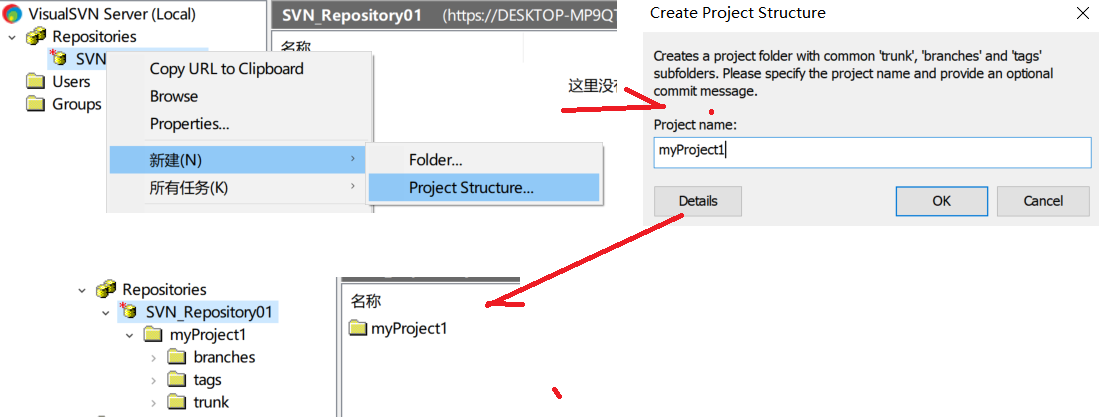 VisualSVN Server (Local)
Repositories
SVN
Users
Groups
Copy URL to Clipboard
Browse
Properties...
新建(N)
所有任务(K)
Folder...
Project Structure...
SVN_Repository01 (https://DESKTOP-MP9Q
名称
这里没
Create Project Structure
Creates a project folder with common 'trunk', 'branches' and 'tags'
subfolders. Please specify the project name and provide an optional
commit message.
Project name:
myProject1
Details
OK
Cancel
Repositories
SVN_Repository01
myProject1
branches
tags
trunk
名称
myProject1